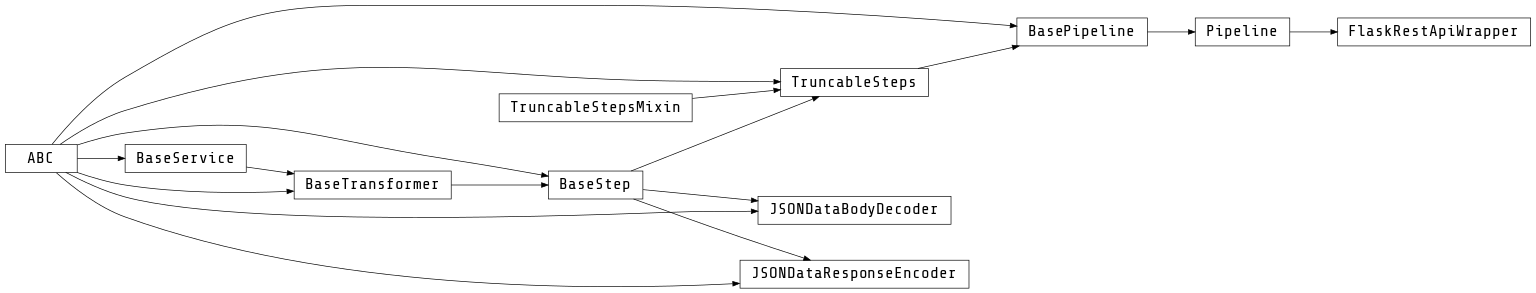 BasePipeline
Pipeline
FlaskRestApiWrapper
TruncableSteps
TruncableStepsMixin
ABC
BaseService
BaseTransformer
BaseStep
JSONDataBodyDecoder
JSONDataResponseEncoder